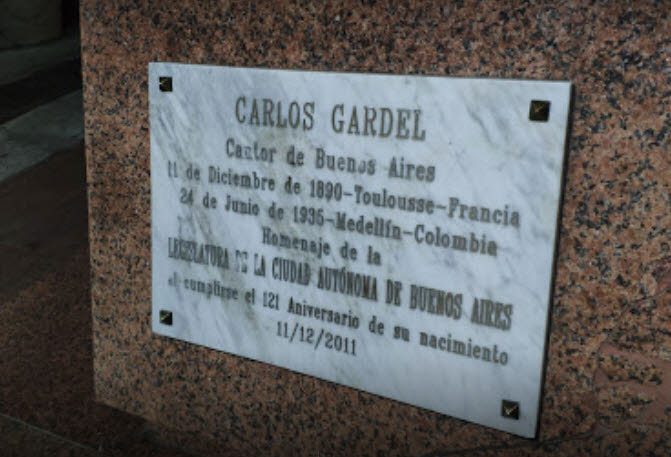 CARLOS GARDEL
Cantor de Buenos Aires
11 de Diciembre de 1890-Toulousse-Francia
24 de Junio de 1935-Medellín-Colombia
Homenaje de la
LEGISLATURA DE LA CIUDAD AUTÓNOMA DE BUENOS AIRES
al cumplirse el 121 Aniversario de su nacimiento
11/12/2011